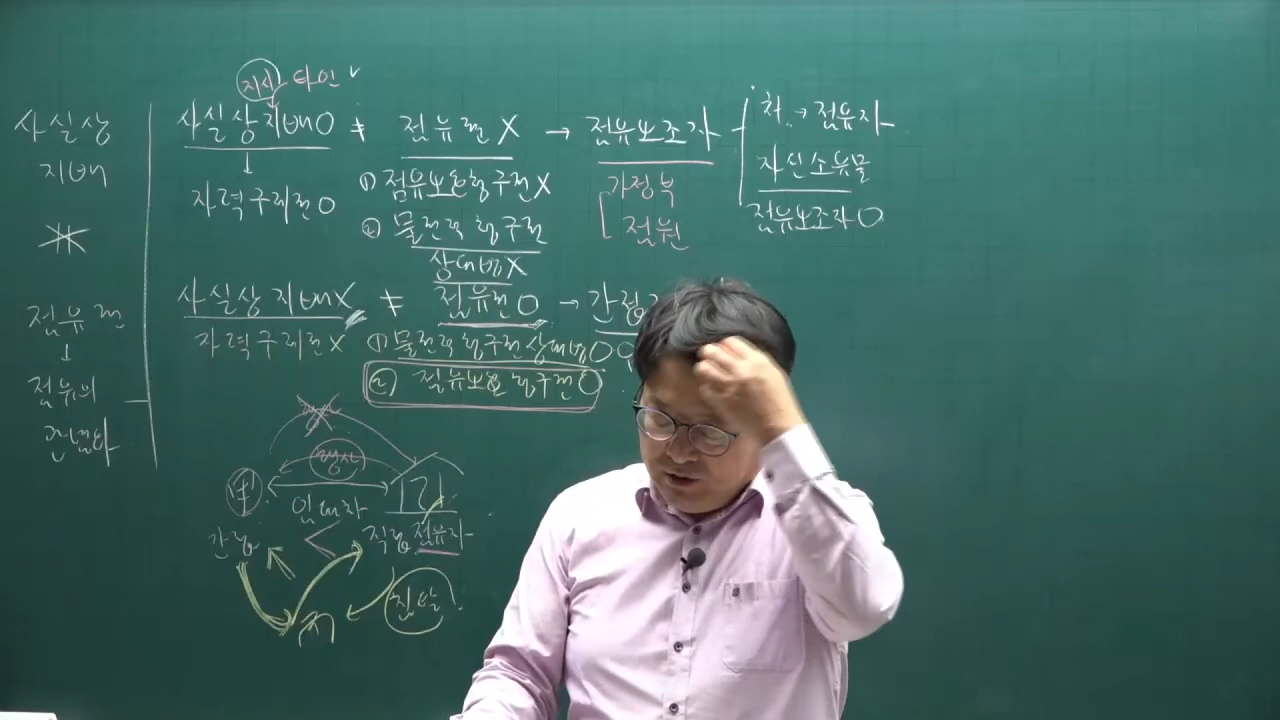 사실상
지배
점유권
↓
점유의
관념화
지시 타인 ✓
사실상지배O ≠ 점유권X → 점유보조자
↓
자력구제권O
① 점유보호청구권X
② 물권적 청구권
상대방X
가정부
점원
처 → 점유자
자신소유물
점유보조자O
사실상 지배X ≠ 점유권O → 간접
자력구제권X
① 물권적 청구권 상대방O
② 점유보호청구권O
甲
임대차
간접 < 직접 점유자
丙
침탈